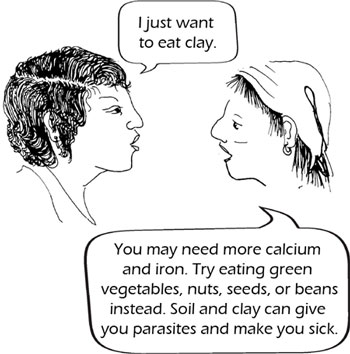 I just want
to eat clay.
You may need more calcium
and iron. Try eating green
vegetables, nuts, seeds, or beans
instead. Soil and clay can give
you parasites and make you sick.